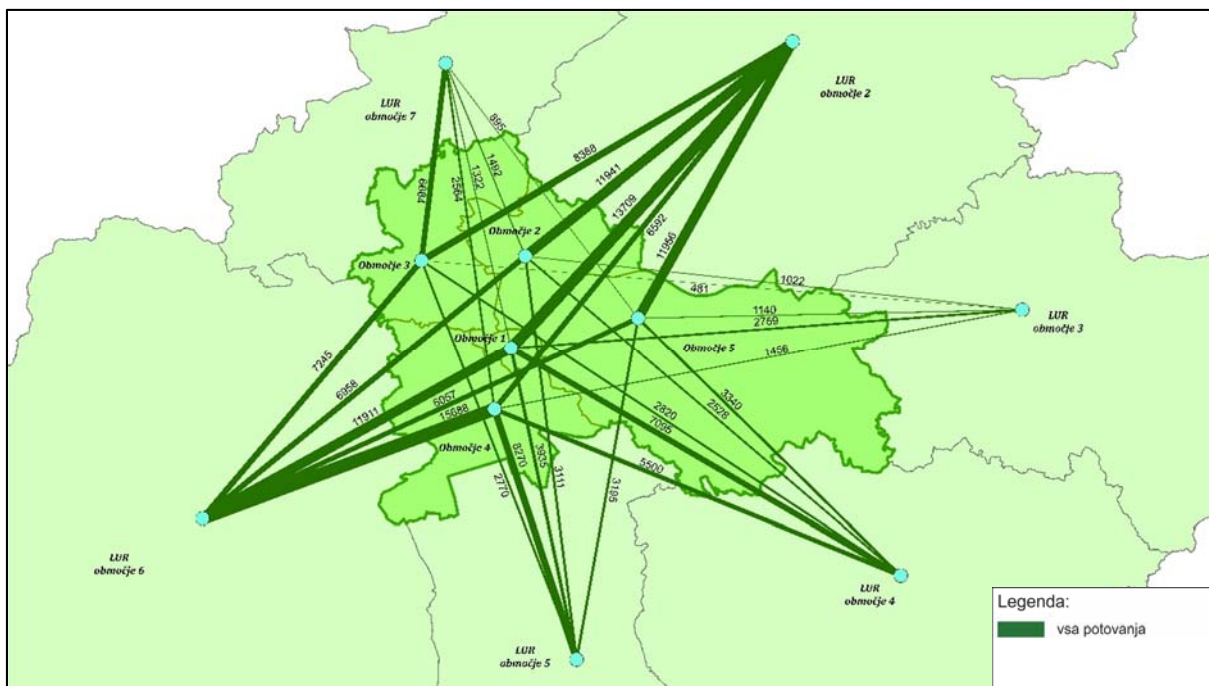 LUR
območje 7
LUR
območje 2
895
8388
1492
11941
1322
2564
6084
13709
6592
11956
Območje 2
Območje 3
1022
481
1140
2769
LUR
območje 3
Območje 1
Območje 5
1456
7245
6958
11911
6057
15688
3340
2820
2528
7095
Območje 4
8270
3935
3111
2770
3195
5500
LUR
območje 6
LUR
območje 4
LUR
območje 5
Legenda:
vsa potovanja